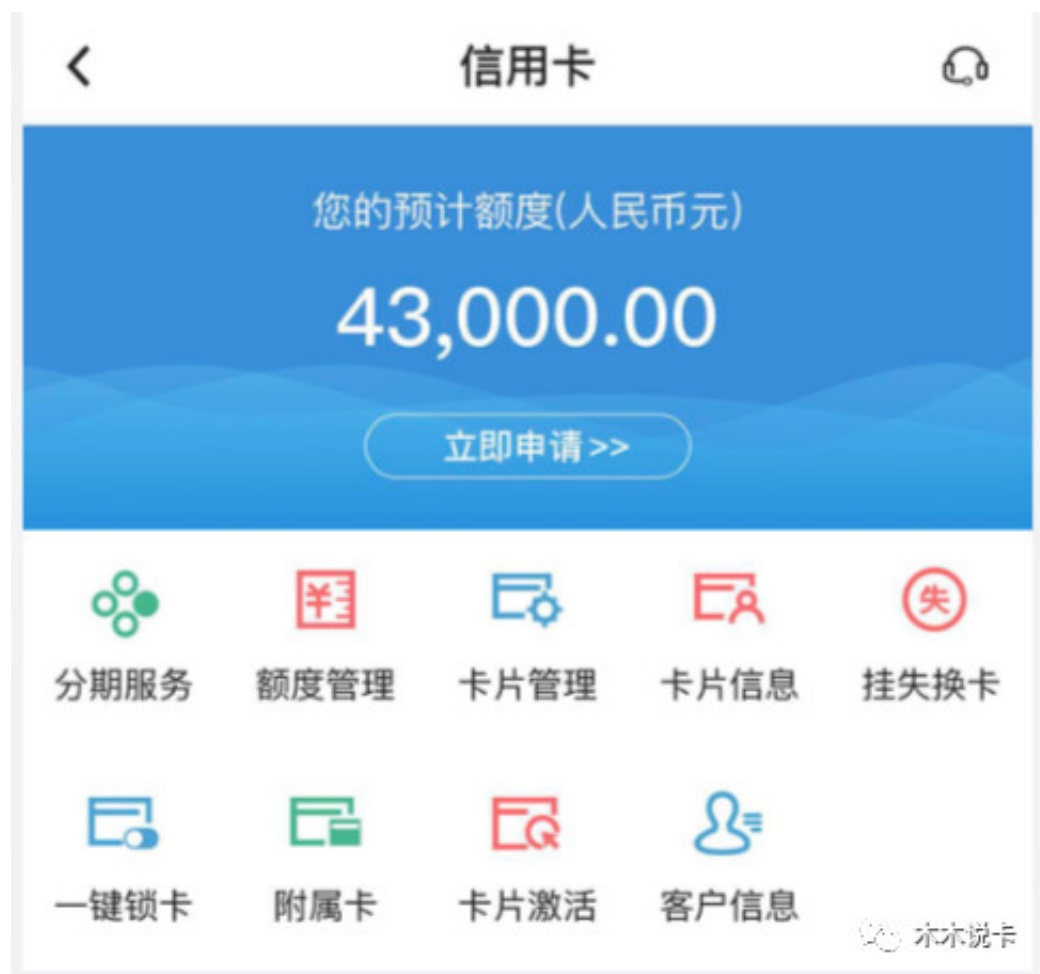 信用卡
您的预计额度(人民币元)
43,000.00
立即申请>>
¥
失
分期服务 额度管理 卡片管理 卡片信息 挂失换卡
一键锁卡 附属卡 卡片激活 客户信息
木木说卡